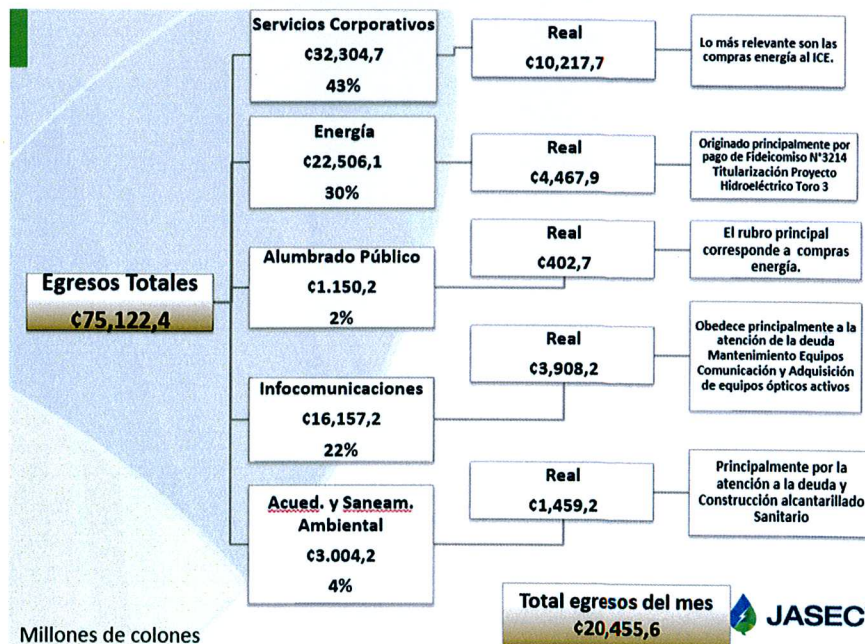 Servicios Corporativos
¢32,304,7
43%
Real
¢10,217,7
Lo más relevante son las
compras energía al ICE.
Energía
¢22,506,1
30%
Real
¢4,467,9
Originado principalmente por
pago de Fideicomiso N°3214
Titularización Proyecto
Hidroeléctrico Toro 3
Alumbrado Público
¢1.150,2
2%
Real
¢402,7
El rubro principal
corresponde a compras
energía.
Egresos Totales
¢75,122,4
Infocomunicaciones
¢16,157,2
22%
Real
¢3,908,2
Obedece principalmente a la
atención de la deuda
Mantenimiento Equipos
Comunicación y Adquisición
de equipos ópticos activos
Acued. y Saneam.
Ambiental
¢3.004,2
4%
Real
¢1,459,2
Principalmente por la
atención a la deuda y
Construcción alcantarillado
Sanitario
Total egresos del mes
¢20,455,6
JASEC
Millones de colones